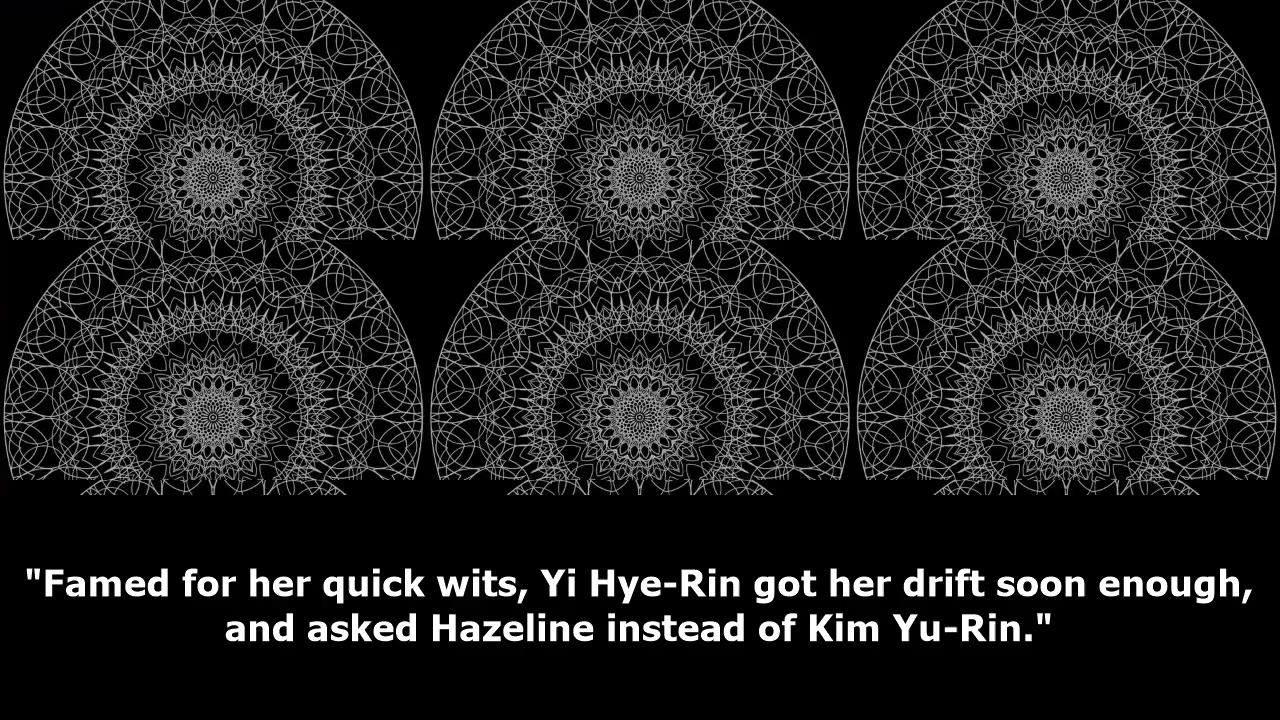 "Famed for her quick wits, Yi Hye-Rin got her drift soon enough,
and asked Hazeline instead of Kim Yu-Rin."